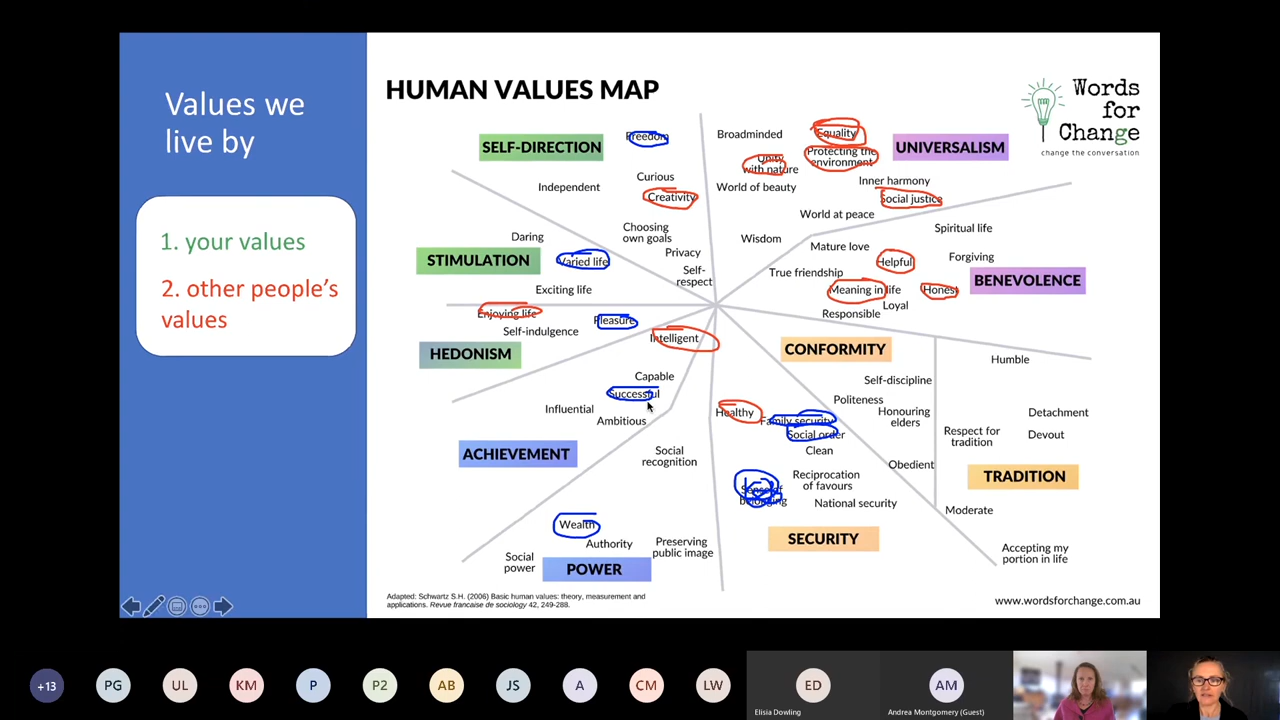 Values we
live by
1. your values
2. other people's
values
HUMAN VALUES MAP
Words
for
Change
change the conversation
SELF-DIRECTION
Freedom
Curious
Independent
Creativity
Choosing
own goals
Privacy
Self-
respect
Broadminded
Equality
Unity
with nature
Protecting the
environment
UNIVERSALISM
World of beauty
Inner harmony
Social justice
World at peace
Wisdom
Daring
STIMULATION
Varied life
Exciting life
Mature love
Spiritual life
Helpful
Forgiving
True friendship
BENEVOLENCE
Meaning in life
Honest
Loyal
Responsible
Enjoying life
Pleasure
Self-indulgence
HEDONISM
Intelligent
Capable
Successful
Influential
Ambitious
ACHIEVEMENT
Social
recognition
Wealth
Authority
Social
power
Preserving
public image
POWER
CONFORMITY
Self-discipline
Politeness
Honouring
elders
Obedient
Healthy
Family security
Social order
Clean
Reciprocation
of favours
Sense of
belonging
National security
SECURITY
Humble
Detachment
Respect for
tradition
Devout
TRADITION
Moderate
Accepting my
portion in life
Adapted: Schwartz S.H. (2006) Basic human values: theory, measurement and
applications. Revue francaise de sociology 42, 249-288.
www.wordsforchange.com.au
+13
PG
UL
KM
P
P2
AB
JS
A
CM
LW
ED
Elisia Dowling
AM
Andrea Montgomery (Guest)